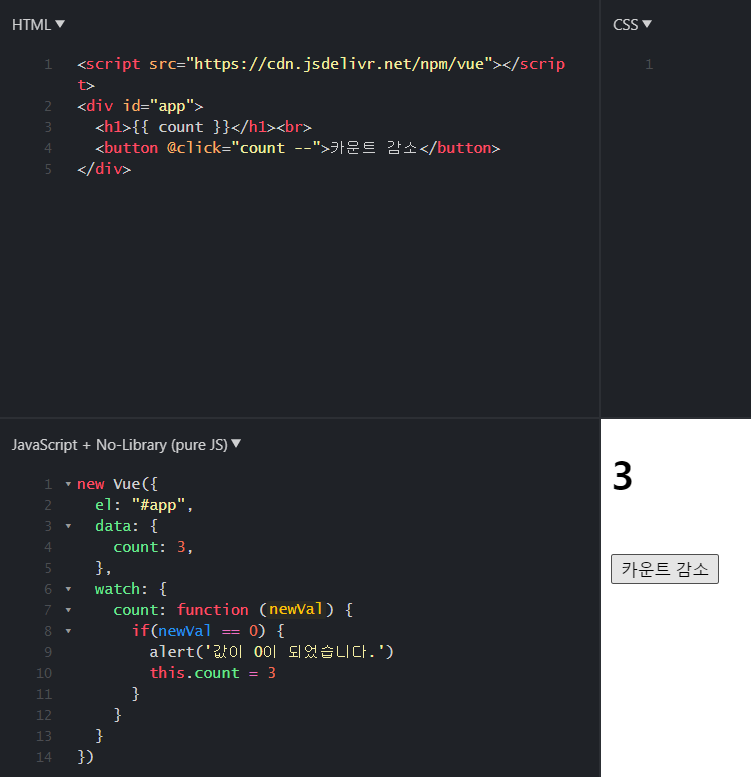 HTML ▼
1 <script src="https://cdn.jsdelivr.net/npm/vue"></scrip
t>
2 <div id="app">
3 <h1>{{ count }}</h1><br>
4 <button @click="count --">카운트 감소</button>
5 </div>
CSS ▼
1
JavaScript + No-Library (pure JS) ▼
1 ▾ new Vue({
2 el: "#app",
3 ▾ data: {
4 count: 3,
5 },
6 ▾ watch: {
7 ▾ count: function (newVal) {
8 ▾ if(newVal == 0) {
9 alert('값이 0이 되었습니다.')
10 this.count = 3
11 }
12 }
13 }
14 })
3
카운트 감소